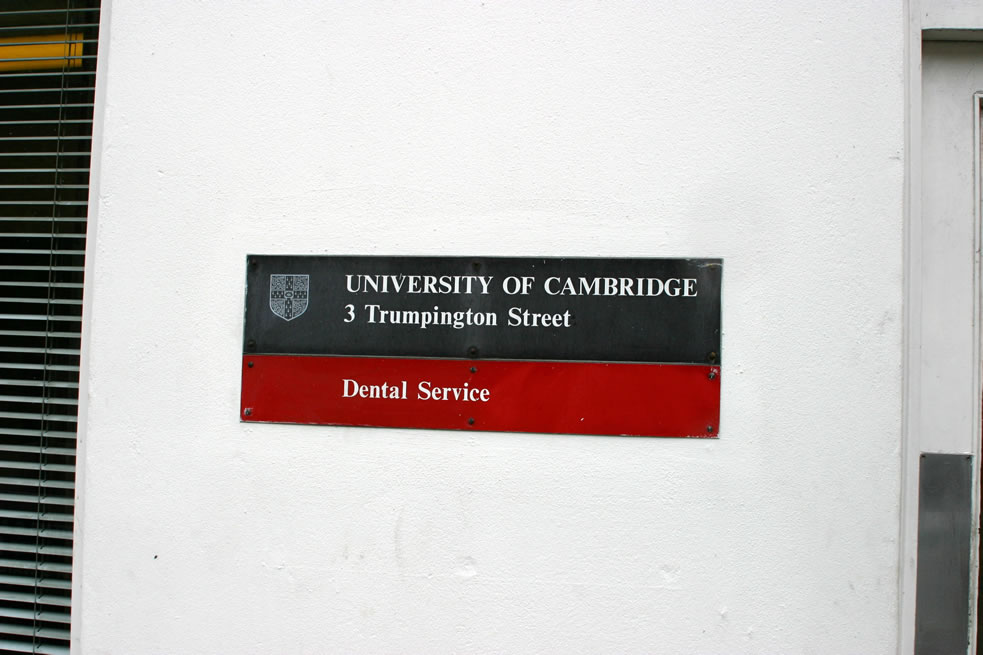 UNIVERSITY OF CAMBRIDGE
3 Trumpington Street
Dental Service